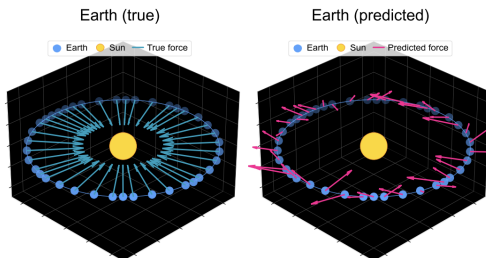 Earth (true)
Earth Sun True force
Earth (predicted)
Earth Sun Predicted force